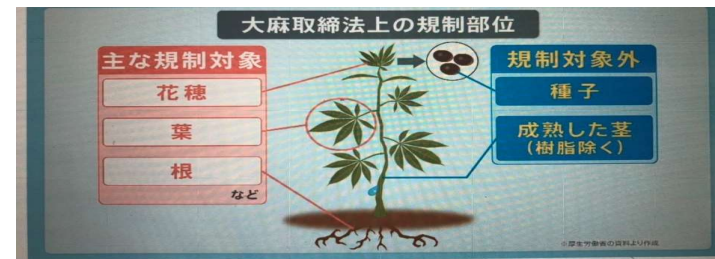 大麻取締法上の規制部位
主な規制対象
花穂
葉
根
など
規制対象外
種子
成熟した茎
(樹脂除く)
※厚生労働省の資料より作成